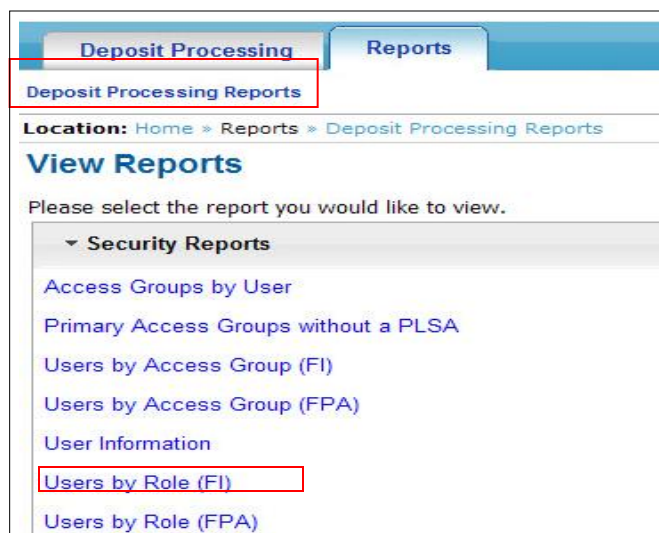 Deposit Processing Reports
Deposit Processing Reports
Location: Home » Reports » Deposit Processing Reports
View Reports
Please select the report you would like to view.
Security Reports
Access Groups by User
Primary Access Groups without a PLSA
Users by Access Group (FI)
Users by Access Group (FPA)
User Information
Users by Role (FI)
Users by Role (FPA)